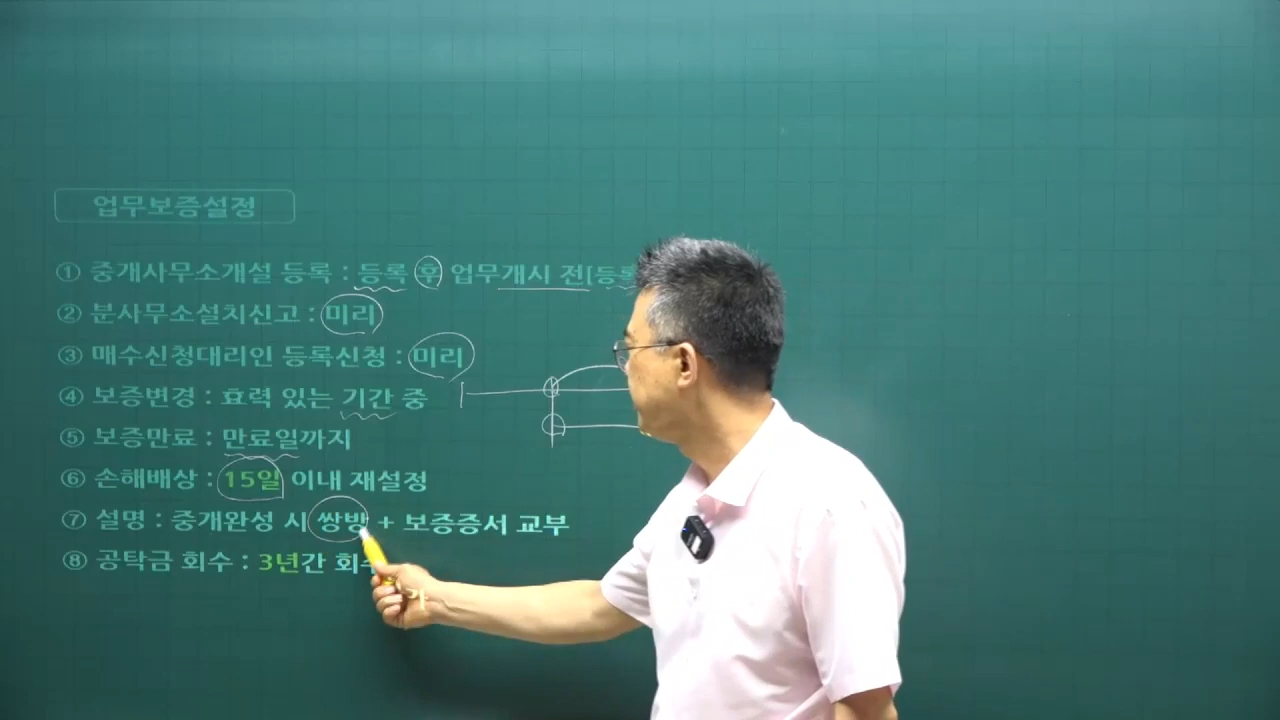 업무보증설정
① 중개사무소개설 등록 : 등록 후 업무개시 전[등록
② 분사무소설치신고 : 미리
③ 매수신청대리인 등록신청 : 미리
④ 보증변경 : 효력 있는 기간 중
⑤ 보증만료 : 만료일까지
⑥ 손해배상 : 15일 이내 재설정
⑦ 설명 : 중개완성 시 쌍방 + 보증증서 교부
⑧ 공탁금 회수 : 3년간 회수